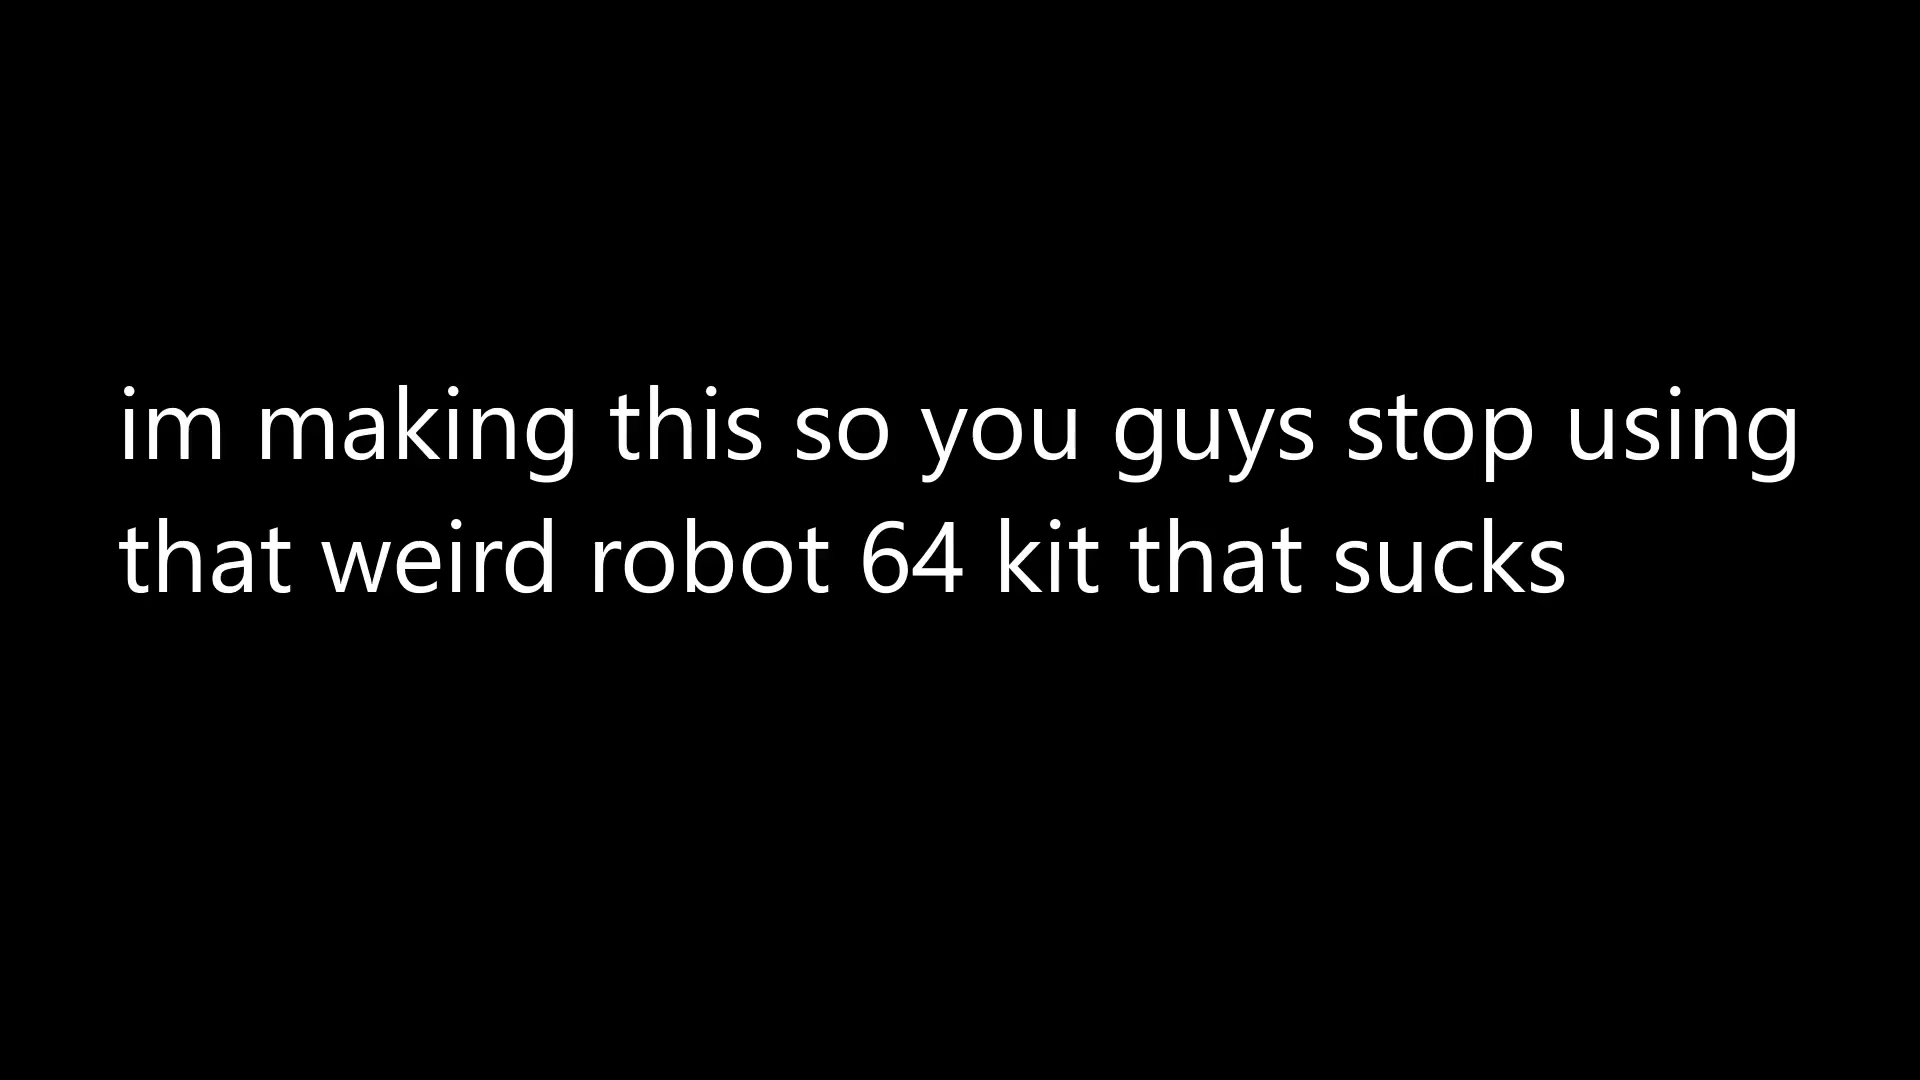 im making this so you guys stop using
that weird robot 64 kit that sucks